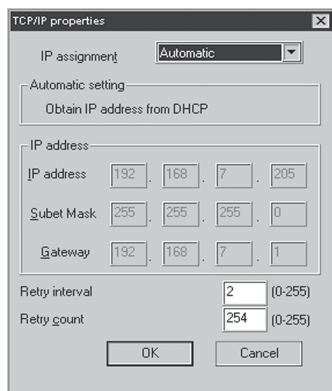 TCP/IP properties
IP assignment Automatic
Automatic setting
Obtain IP address from DHCP
IP address
IP address 192 . 168 . 7 . 205
Subet Mask 255 . 255 . 255 . 0
Gateway 192 . 168 . 7 . 1
Retry interval 2 (0-255)
Retry count 254 (0-255)
OK Cancel